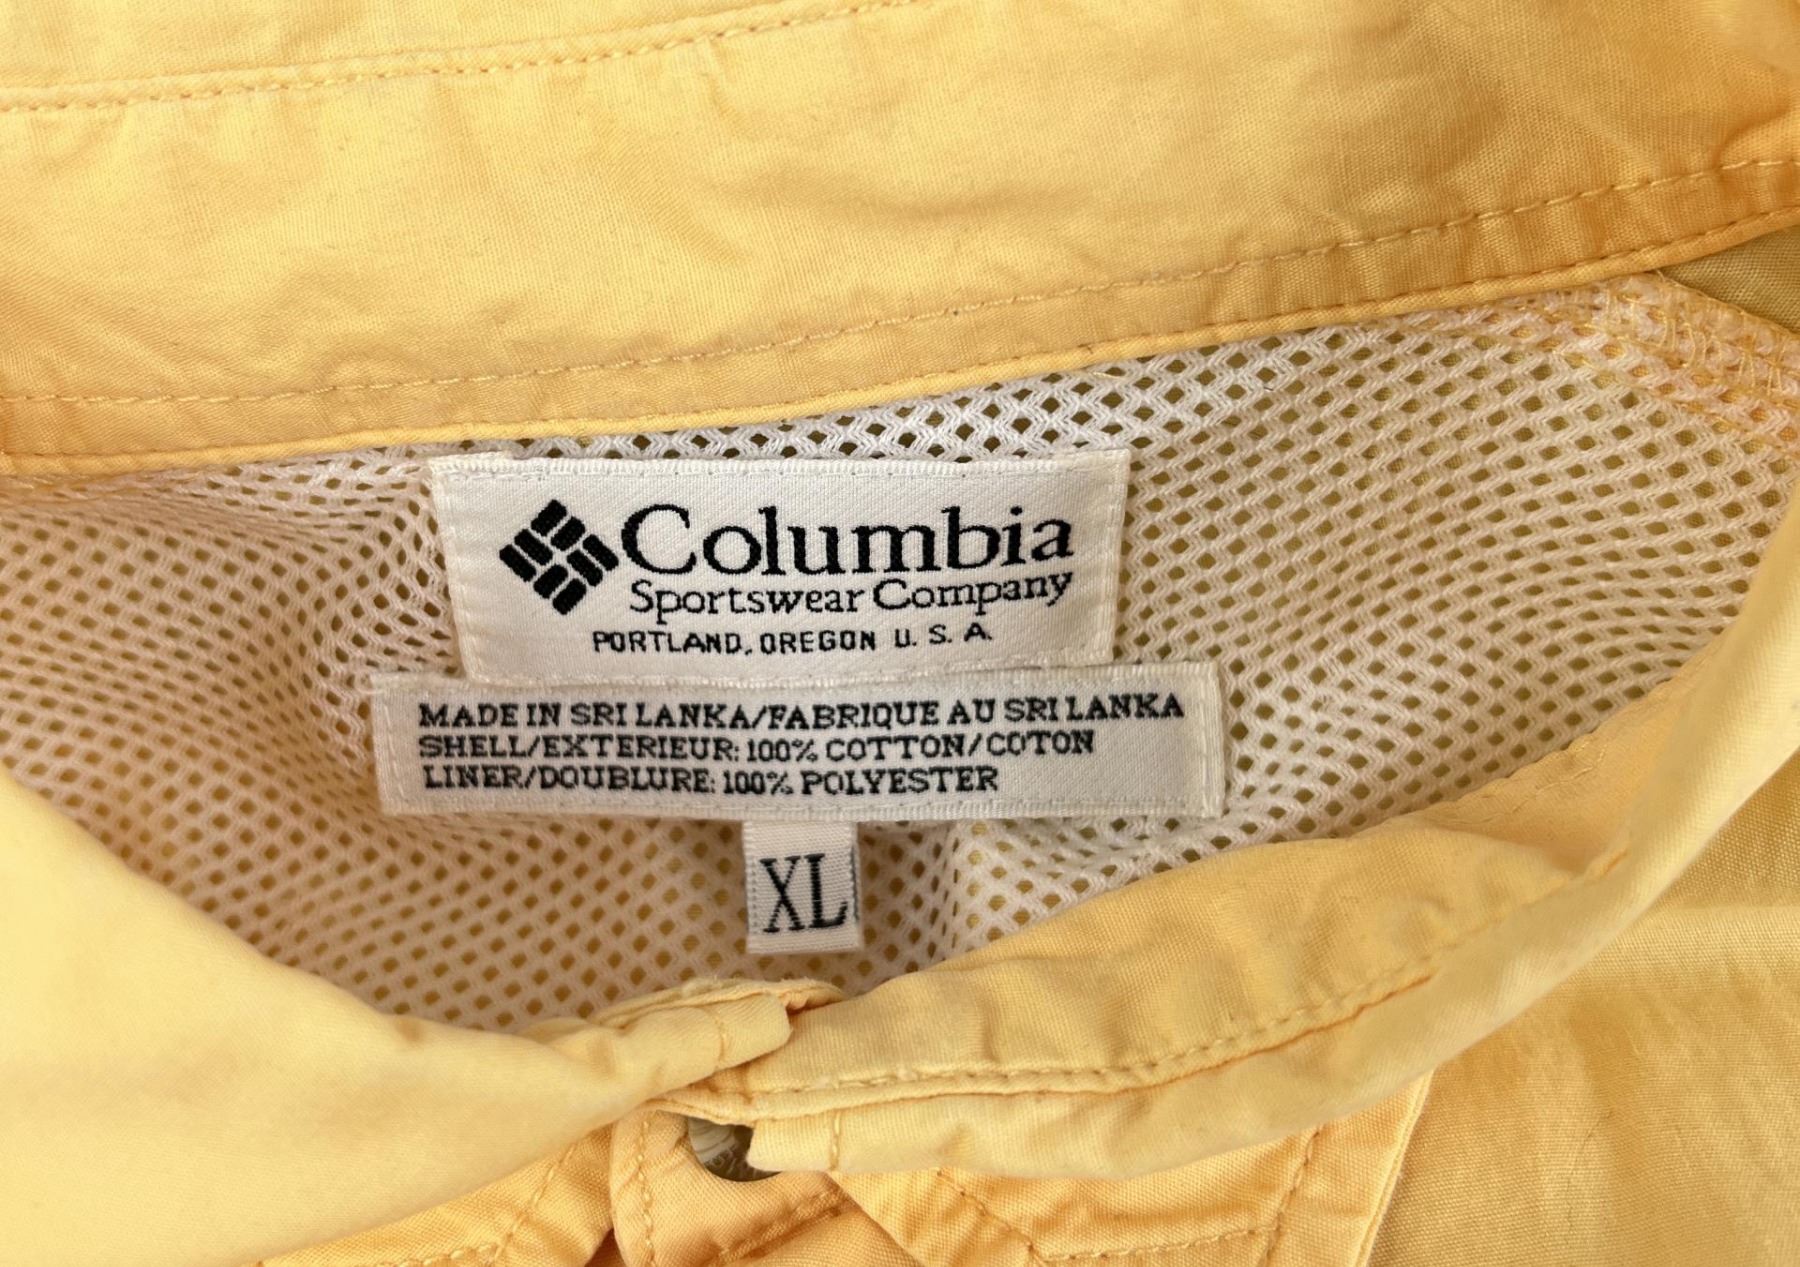 Columbia
Sportswear Company
PORTLAND, OREGON U. S. A.
MADE IN SRI LANKA/FABRIQUE AU SRI LANKA
SHELL/EXTERIEUR: 100% COTTON/COTON
LINER/DOUBLURE: 100% POLYESTER
XL